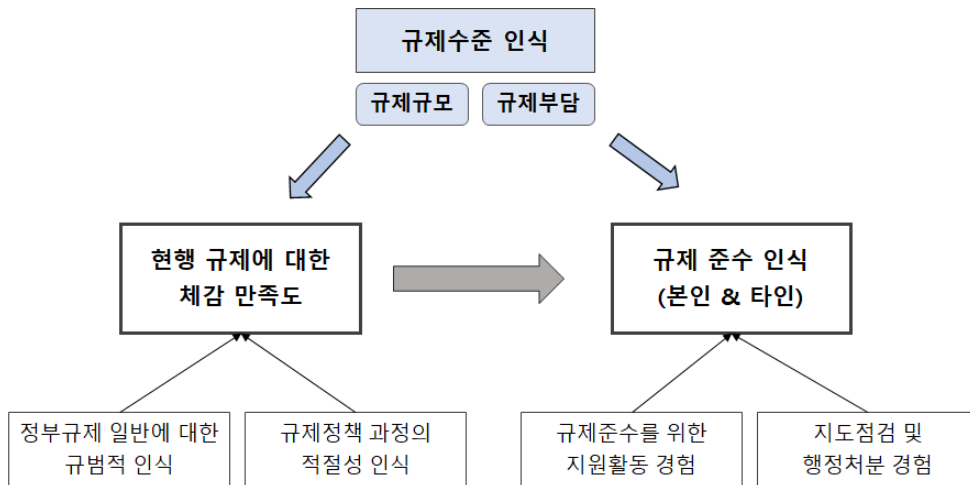 규제수준 인식
규제규모
규제부담
현행 규제에 대한
체감 만족도
규제 준수 인식
(본인 & 타인)
정부규제 일반에 대한
규범적 인식
규제정책 과정의
적절성 인식
규제준수를 위한
지원활동 경험
지도점검 및
행정처분 경험